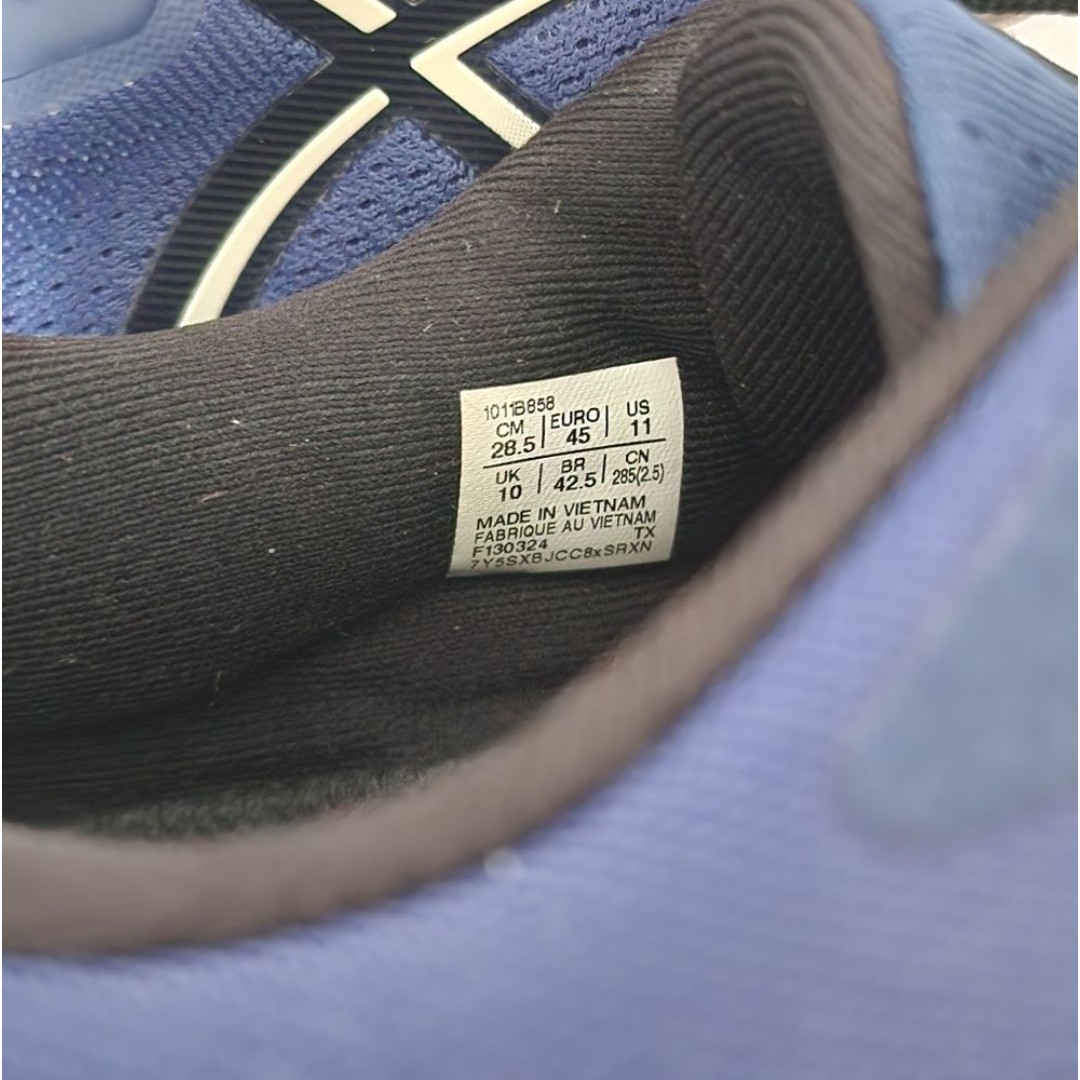 1011B858
CM | EURO | US
28.5 | 45 | 11
UK | BR | CN
10 | 42.5 | 285(2.5)
MADE IN VIETNAM
FABRIQUE AU VIETNAM
F130324 TX
7Y5SXBJCC8xSRXN